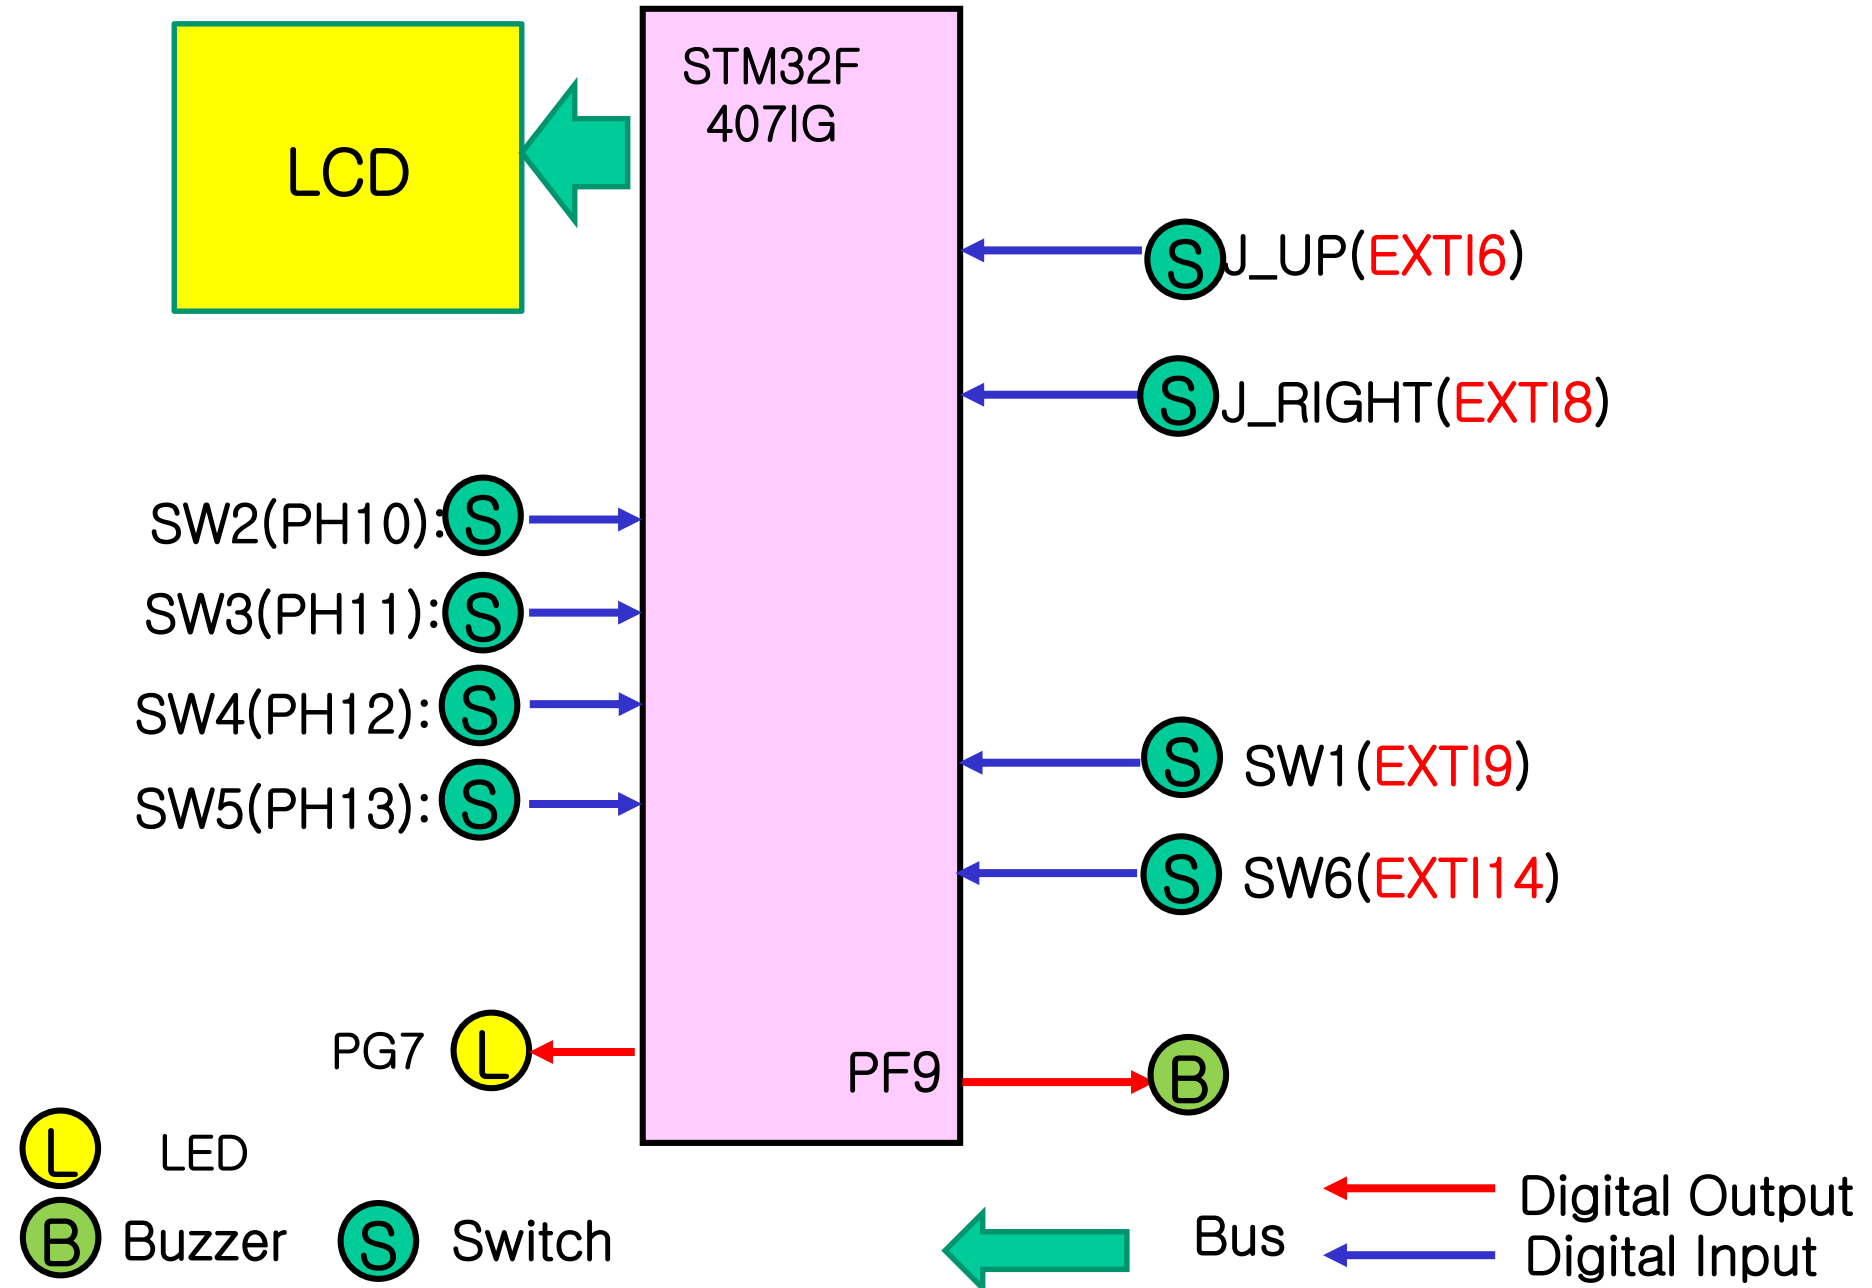 STM32F
407IG
LCD
S J_UP(EXTI6)
S J_RIGHT(EXTI8)
SW2(PH10): S
SW3(PH11): S
SW4(PH12): S
SW5(PH13): S
S SW1(EXTI9)
S SW6(EXTI14)
PG7 L
PF9 B
L LED
B Buzzer
S Switch
Bus
Digital Output
Digital Input